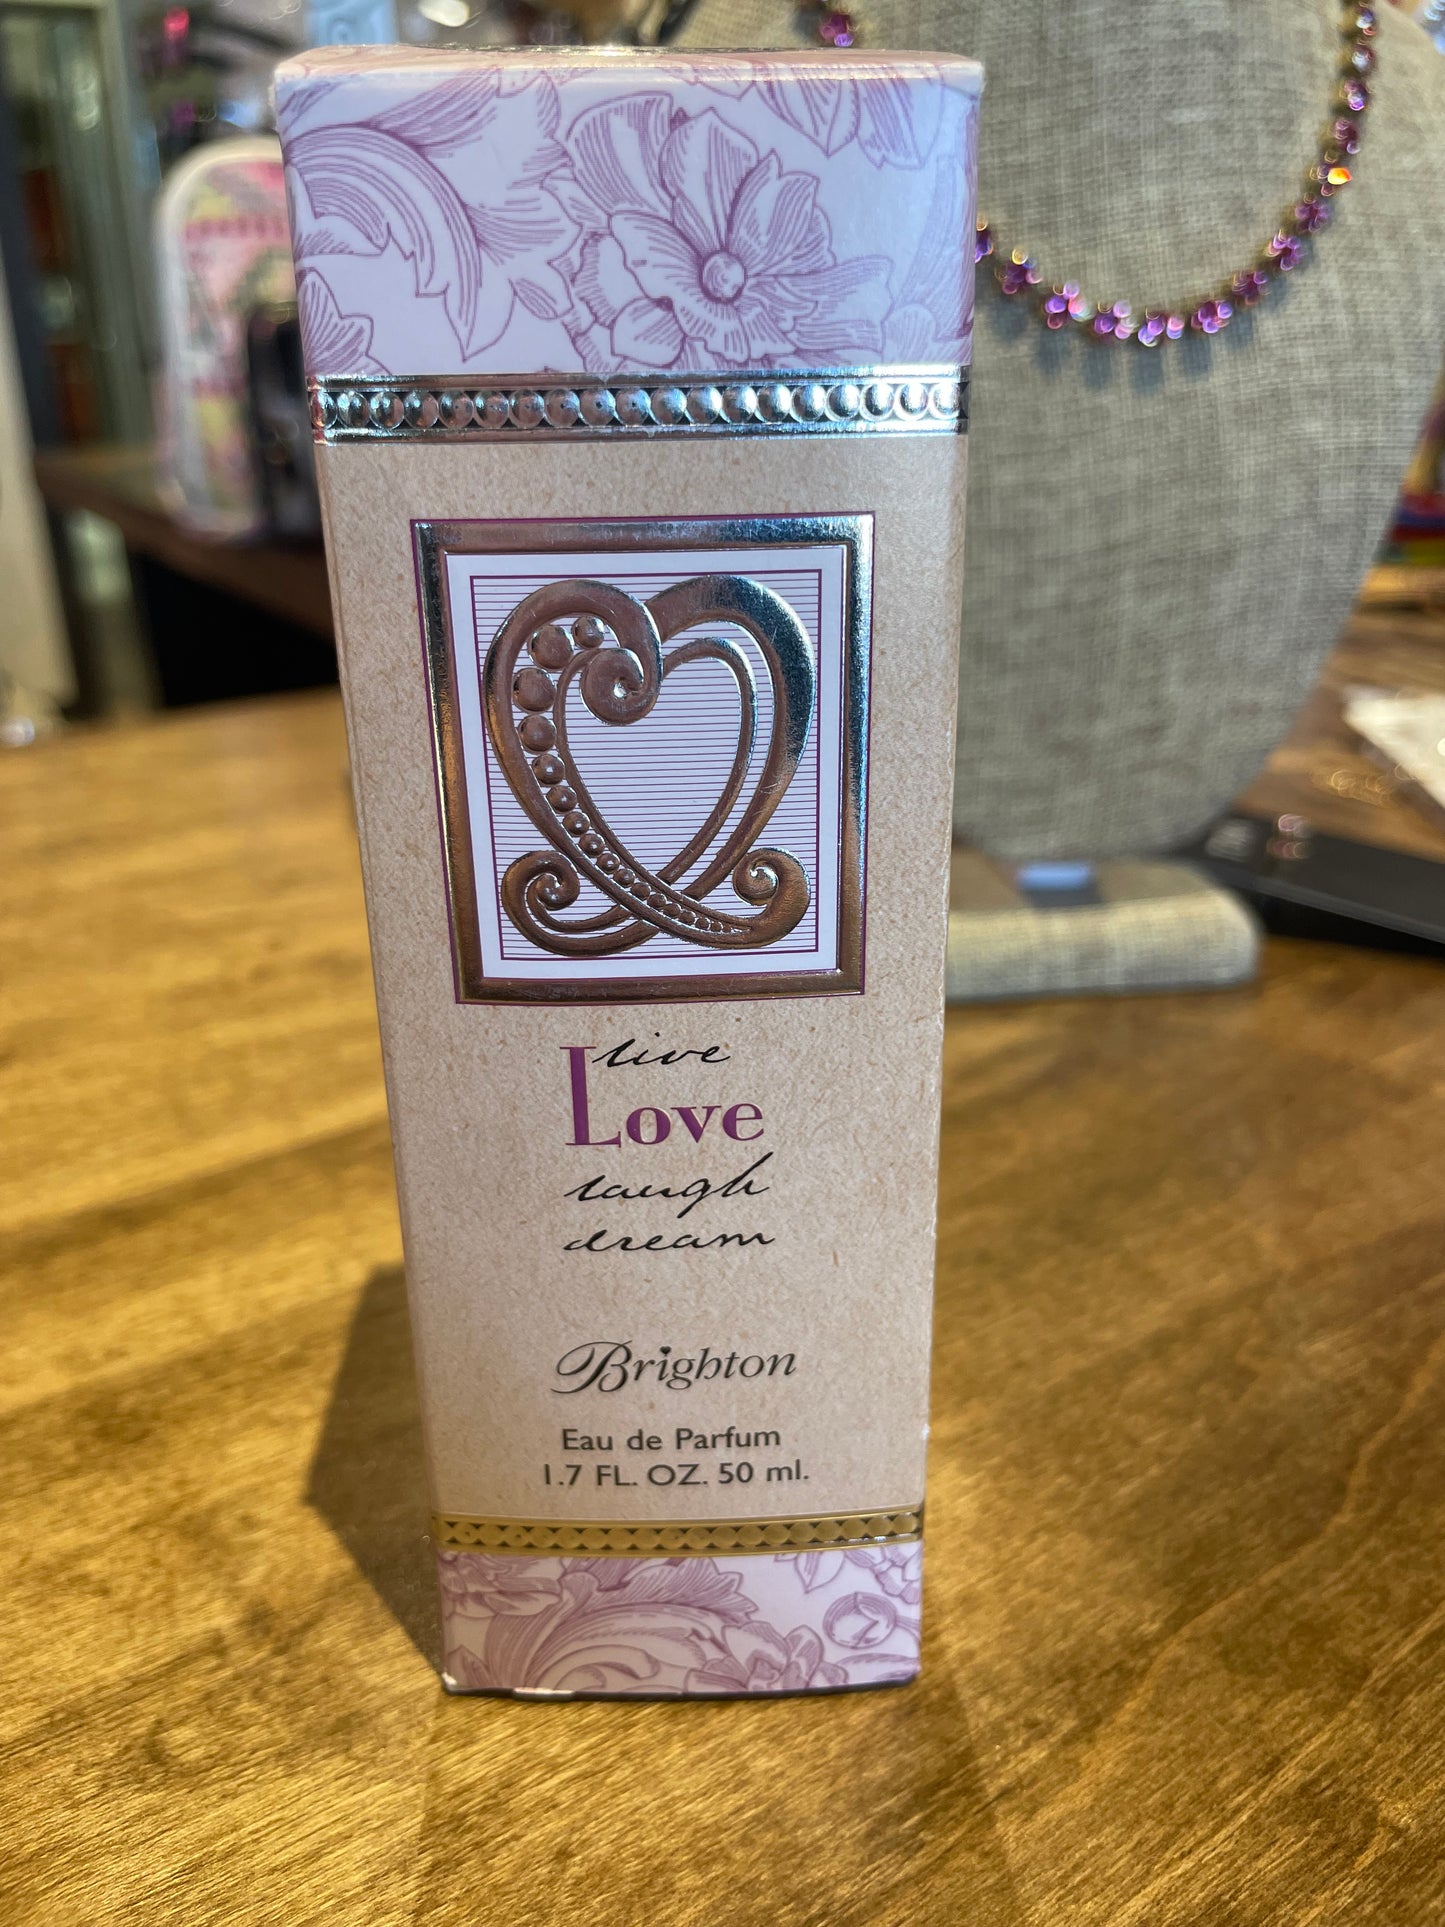 live
Love
laugh
dream
Brighton
Eau de Parfum
1.7 FL. OZ. 50 ml.